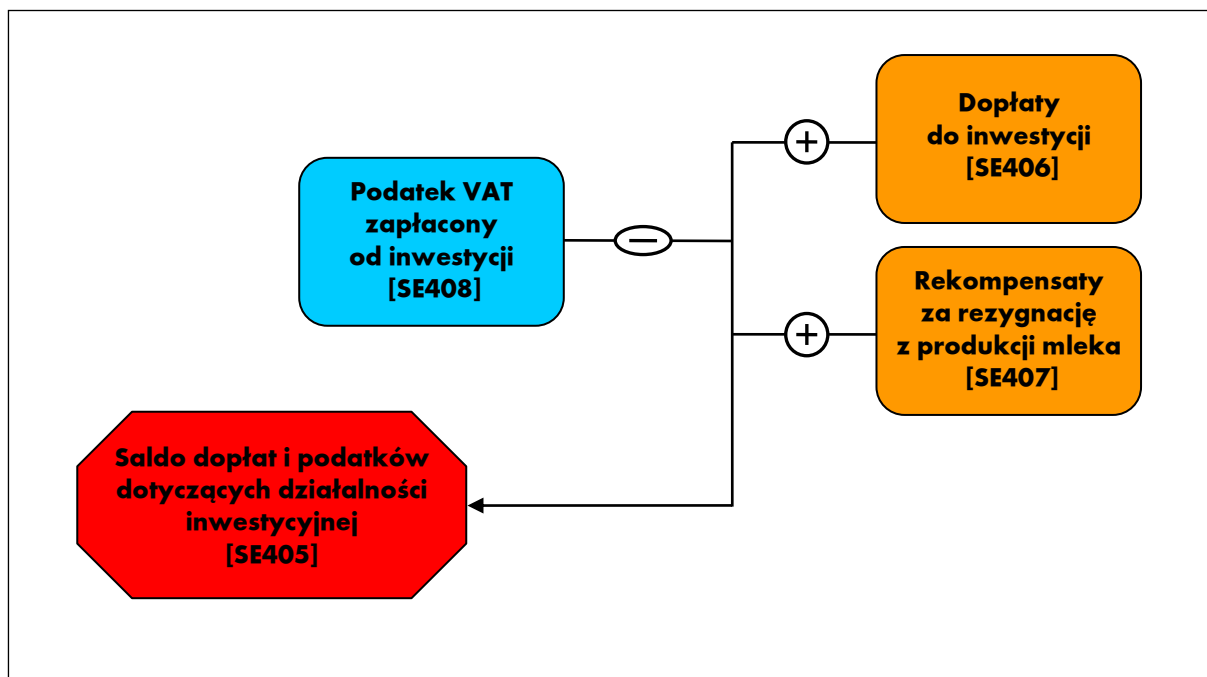 Dopłaty
do inwestycji
[SE406]
+
Podatek VAT
zapłacony
od inwestycji
[SE408]
−
Rekompensaty
za rezygnację
z produkcji mleka
[SE407]
+
Saldo dopłat i podatków
dotyczących działalności
inwestycyjnej
[SE405]